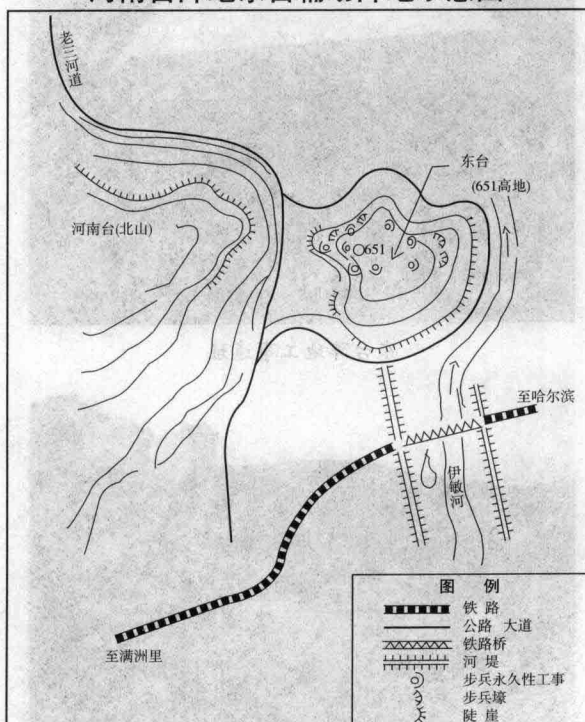 老三河道
东台
(651高地)
河南台(北山)
651
至哈尔滨
伊敏河
至满洲里
图 例
铁 路
公路 大道
铁路桥
河 堤
步兵永久性工事
步兵壕
陡 崖